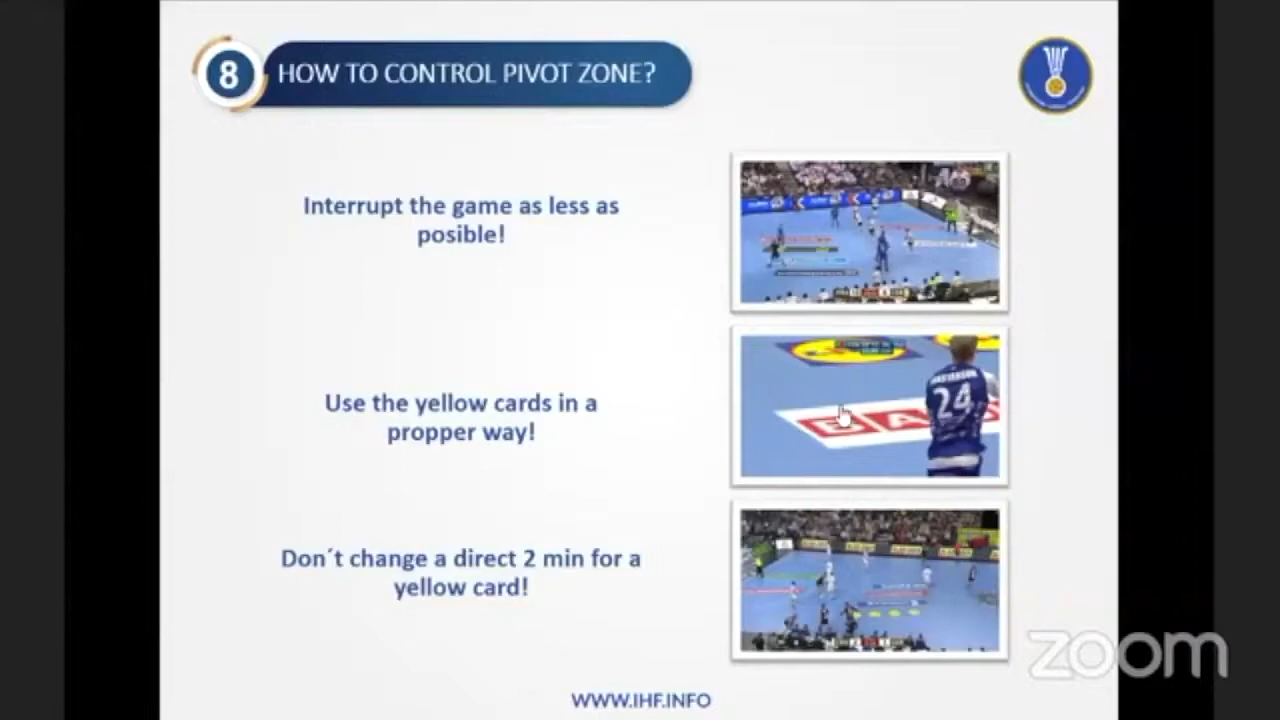 8
HOW TO CONTROL PIVOT ZONE?
Interrupt the game as less as
posible!
Use the yellow cards in a
propper way!
24
BA
Don´t change a direct 2 min for a
yellow card!
zoom
WWW.IHF.INFO